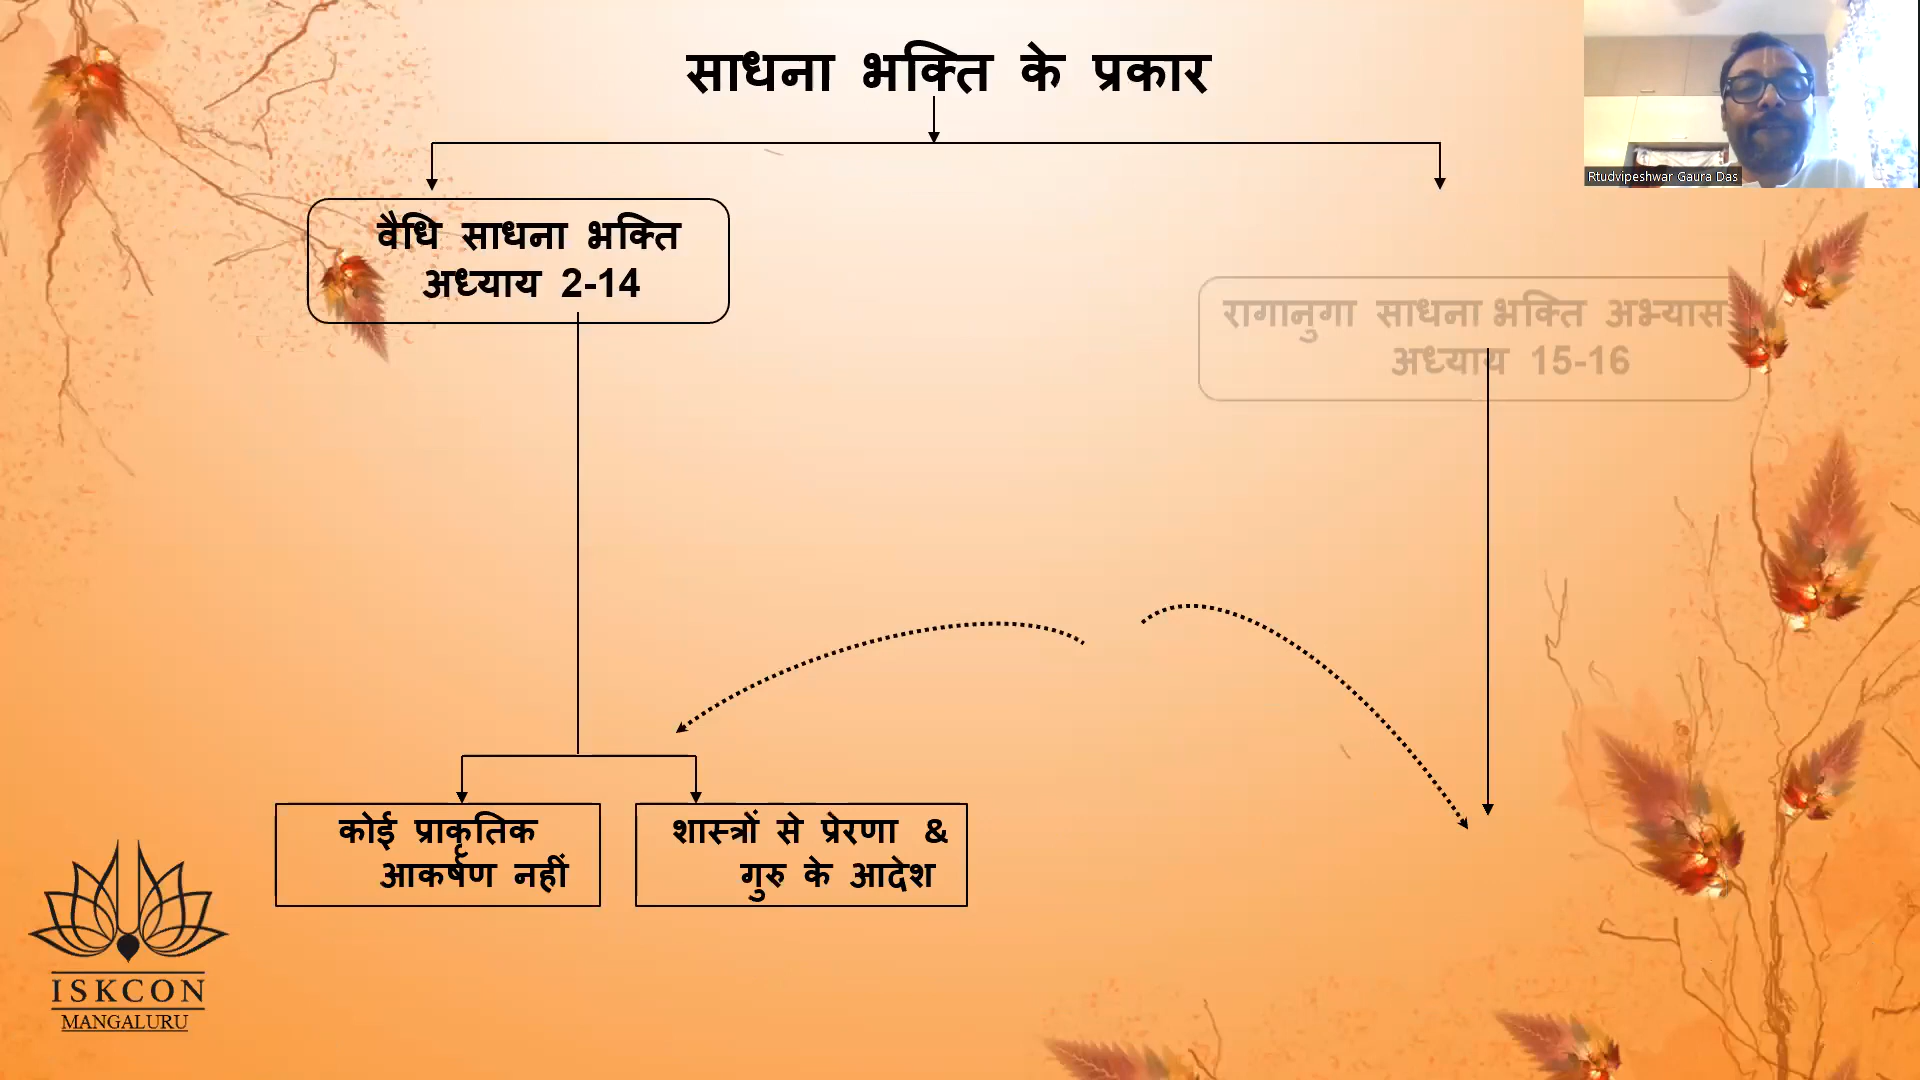 साधना भक्ति के प्रकार
Rtudvipeshwar Gaura Das
वैधि साधना भक्ति
अध्याय 2-14
रागानुगा साधना भक्ति अभ्यास
अध्याय 15-16
कोई प्राकृतिक
आकर्षण नहीं
शास्त्रों से प्रेरणा &
गुरु के आदेश
ISKCON
MANGALURU